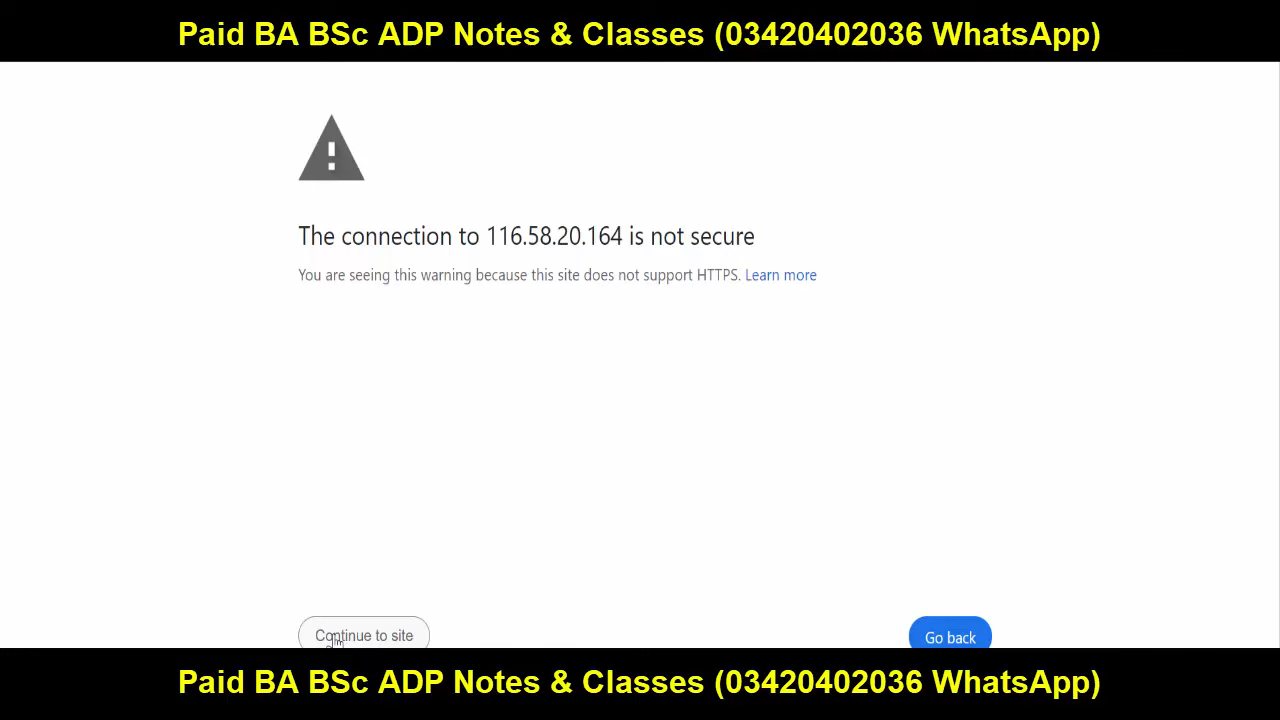 Paid BA BSc ADP Notes & Classes (03420402036 WhatsApp)
The connection to 116.58.20.164 is not secure
You are seeing this warning because this site does not support HTTPS. Learn more
Continue to site
Go back
Paid BA BSc ADP Notes & Classes (03420402036 WhatsApp)